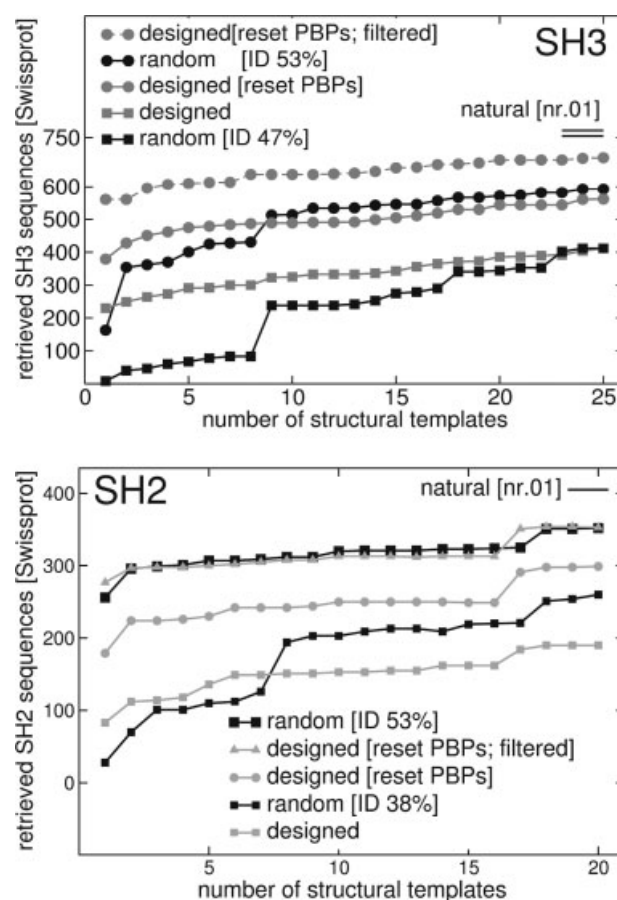 designed[reset PBPs; filtered]
SH3
random [ID 53%]
designed [reset PBPs]
designed
natural [nr.01]
random [ID 47%]
retrieved SH3 sequences [Swissprot]
750
600
500
400
300
200
100
0 5 10 15 20 25
number of structural templates
SH2
natural [nr.01]
retrieved SH2 sequences [Swissprot]
400
300
200
100
0
random [ID 53%]
designed [reset PBPs; filtered]
designed [reset PBPs]
random [ID 38%]
designed
5 10 15 20
number of structural templates